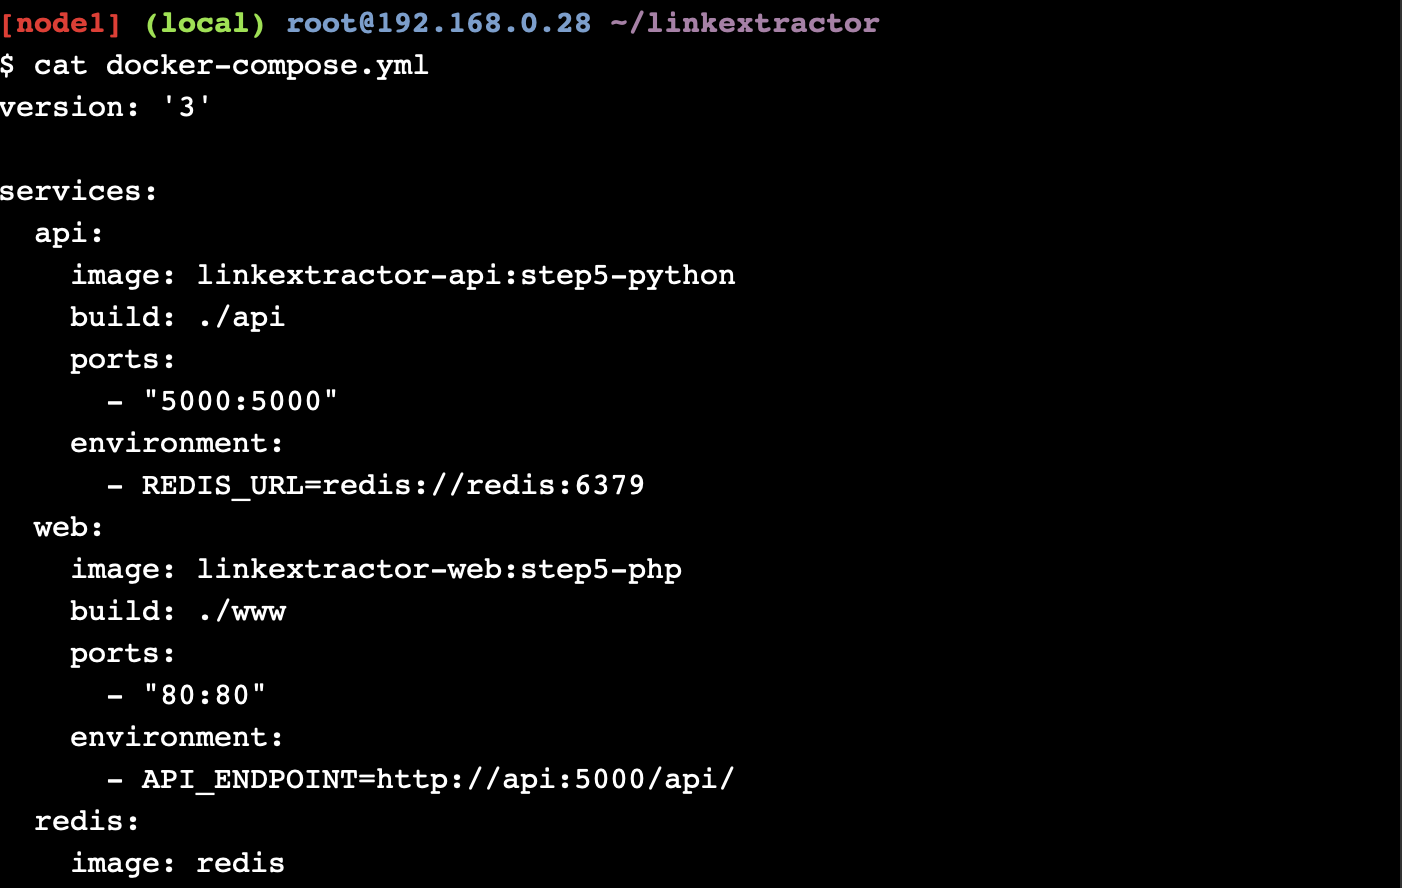 [node1] (local) root@192.168.0.28 ~/linkextractor
$ cat docker-compose.yml
version: '3'

services:
  api:
    image: linkextractor-api:step5-python
    build: ./api
    ports:
      - "5000:5000"
    environment:
      - REDIS_URL=redis://redis:6379
  web:
    image: linkextractor-web:step5-php
    build: ./www
    ports:
      - "80:80"
    environment:
      - API_ENDPOINT=http://api:5000/api/
  redis:
    image: redis